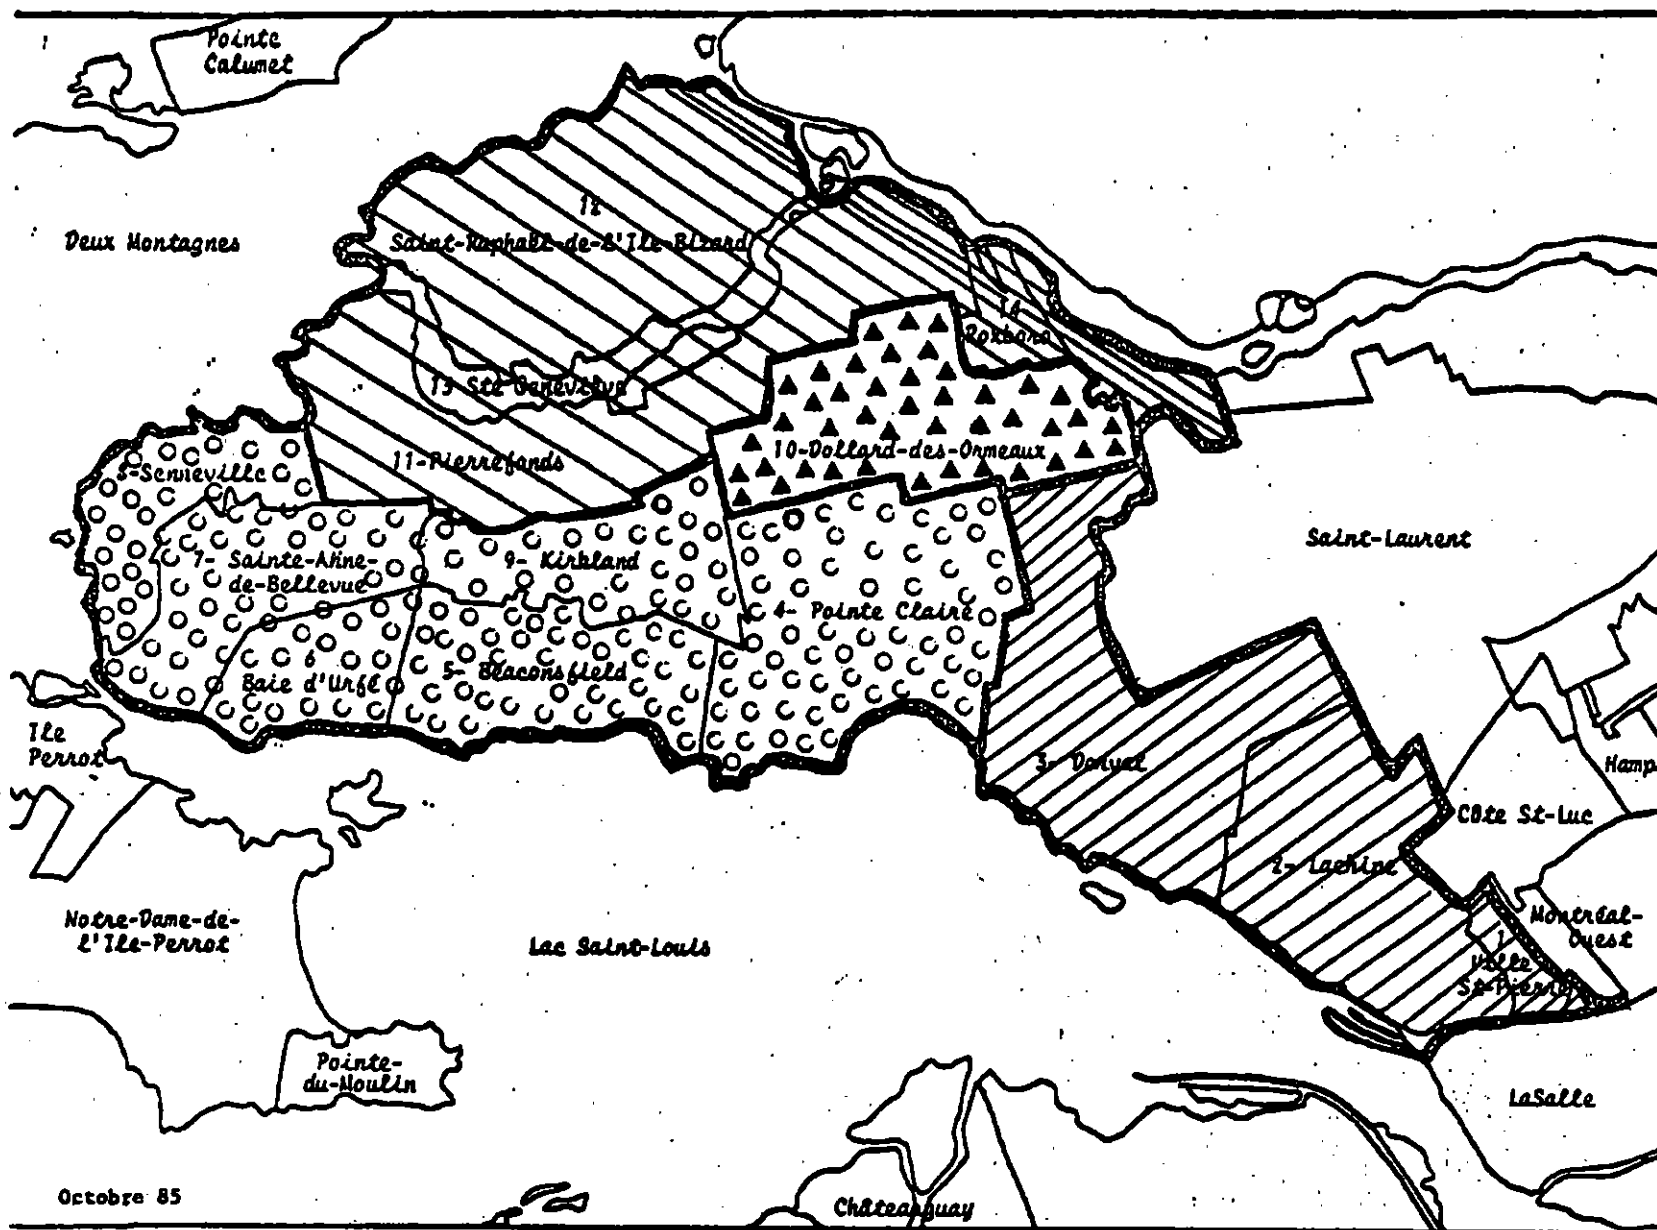 Pointe
Calumet
12
Saint-Raphaël-de-l'Ile-Bizard
Deux Montagnes
14
Roxboro
13 Ste Geneviève
10-Dollard-des-Ormeaux
11-Pierrefonds
8-Senneville
Saint-Laurent
7- Sainte-Anne-
de-Bellevue
9- Kirkland
4- Pointe Claire
6
Baie d'Urfé
5- Beaconsfield
Ile
Perrot
3- Dorval
Hamp
Côte St-Luc
2- Lachine
Notre-Dame-de-
l'Ile-Perrot
Lac Saint-Louis
Montréal-
Ouest
1
Ville
St-Pierre
Pointe-
du-Moulin
LaSalle
Octobre 85
Châteauguay